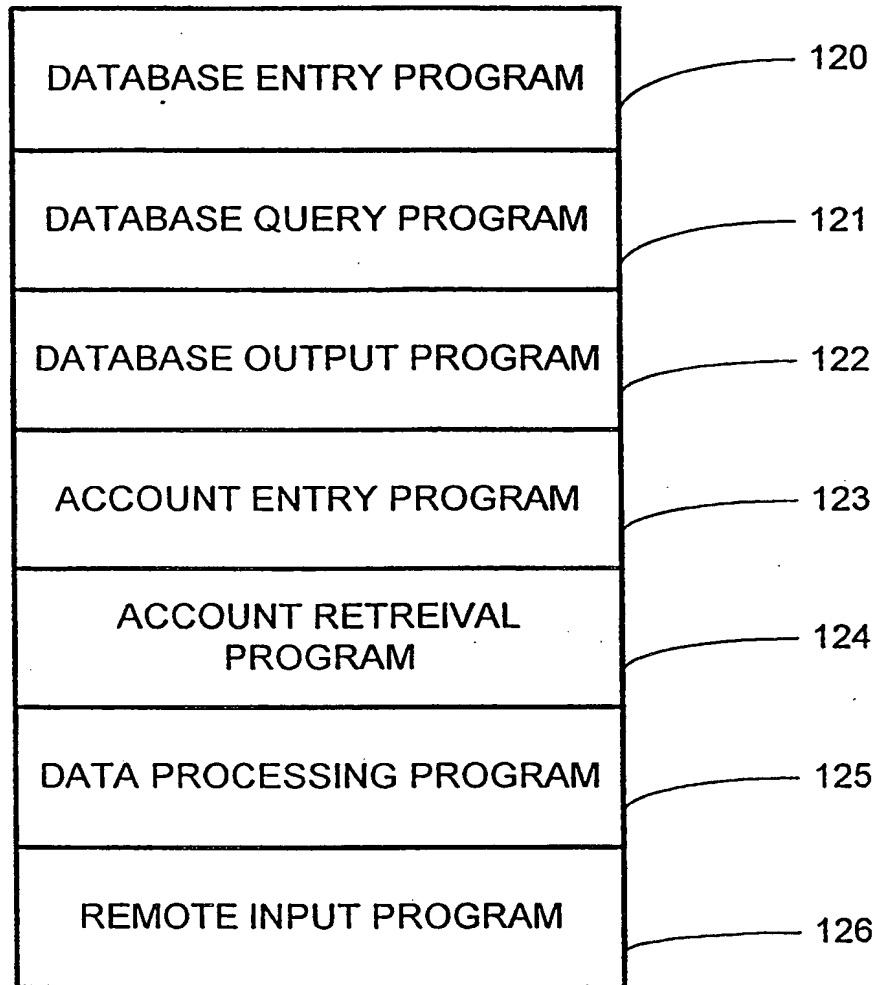 DATABASE ENTRY PROGRAM 120
DATABASE QUERY PROGRAM 121
DATABASE OUTPUT PROGRAM 122
ACCOUNT ENTRY PROGRAM 123
ACCOUNT RETREIVAL
PROGRAM 124
DATA PROCESSING PROGRAM 125
REMOTE INPUT PROGRAM 126